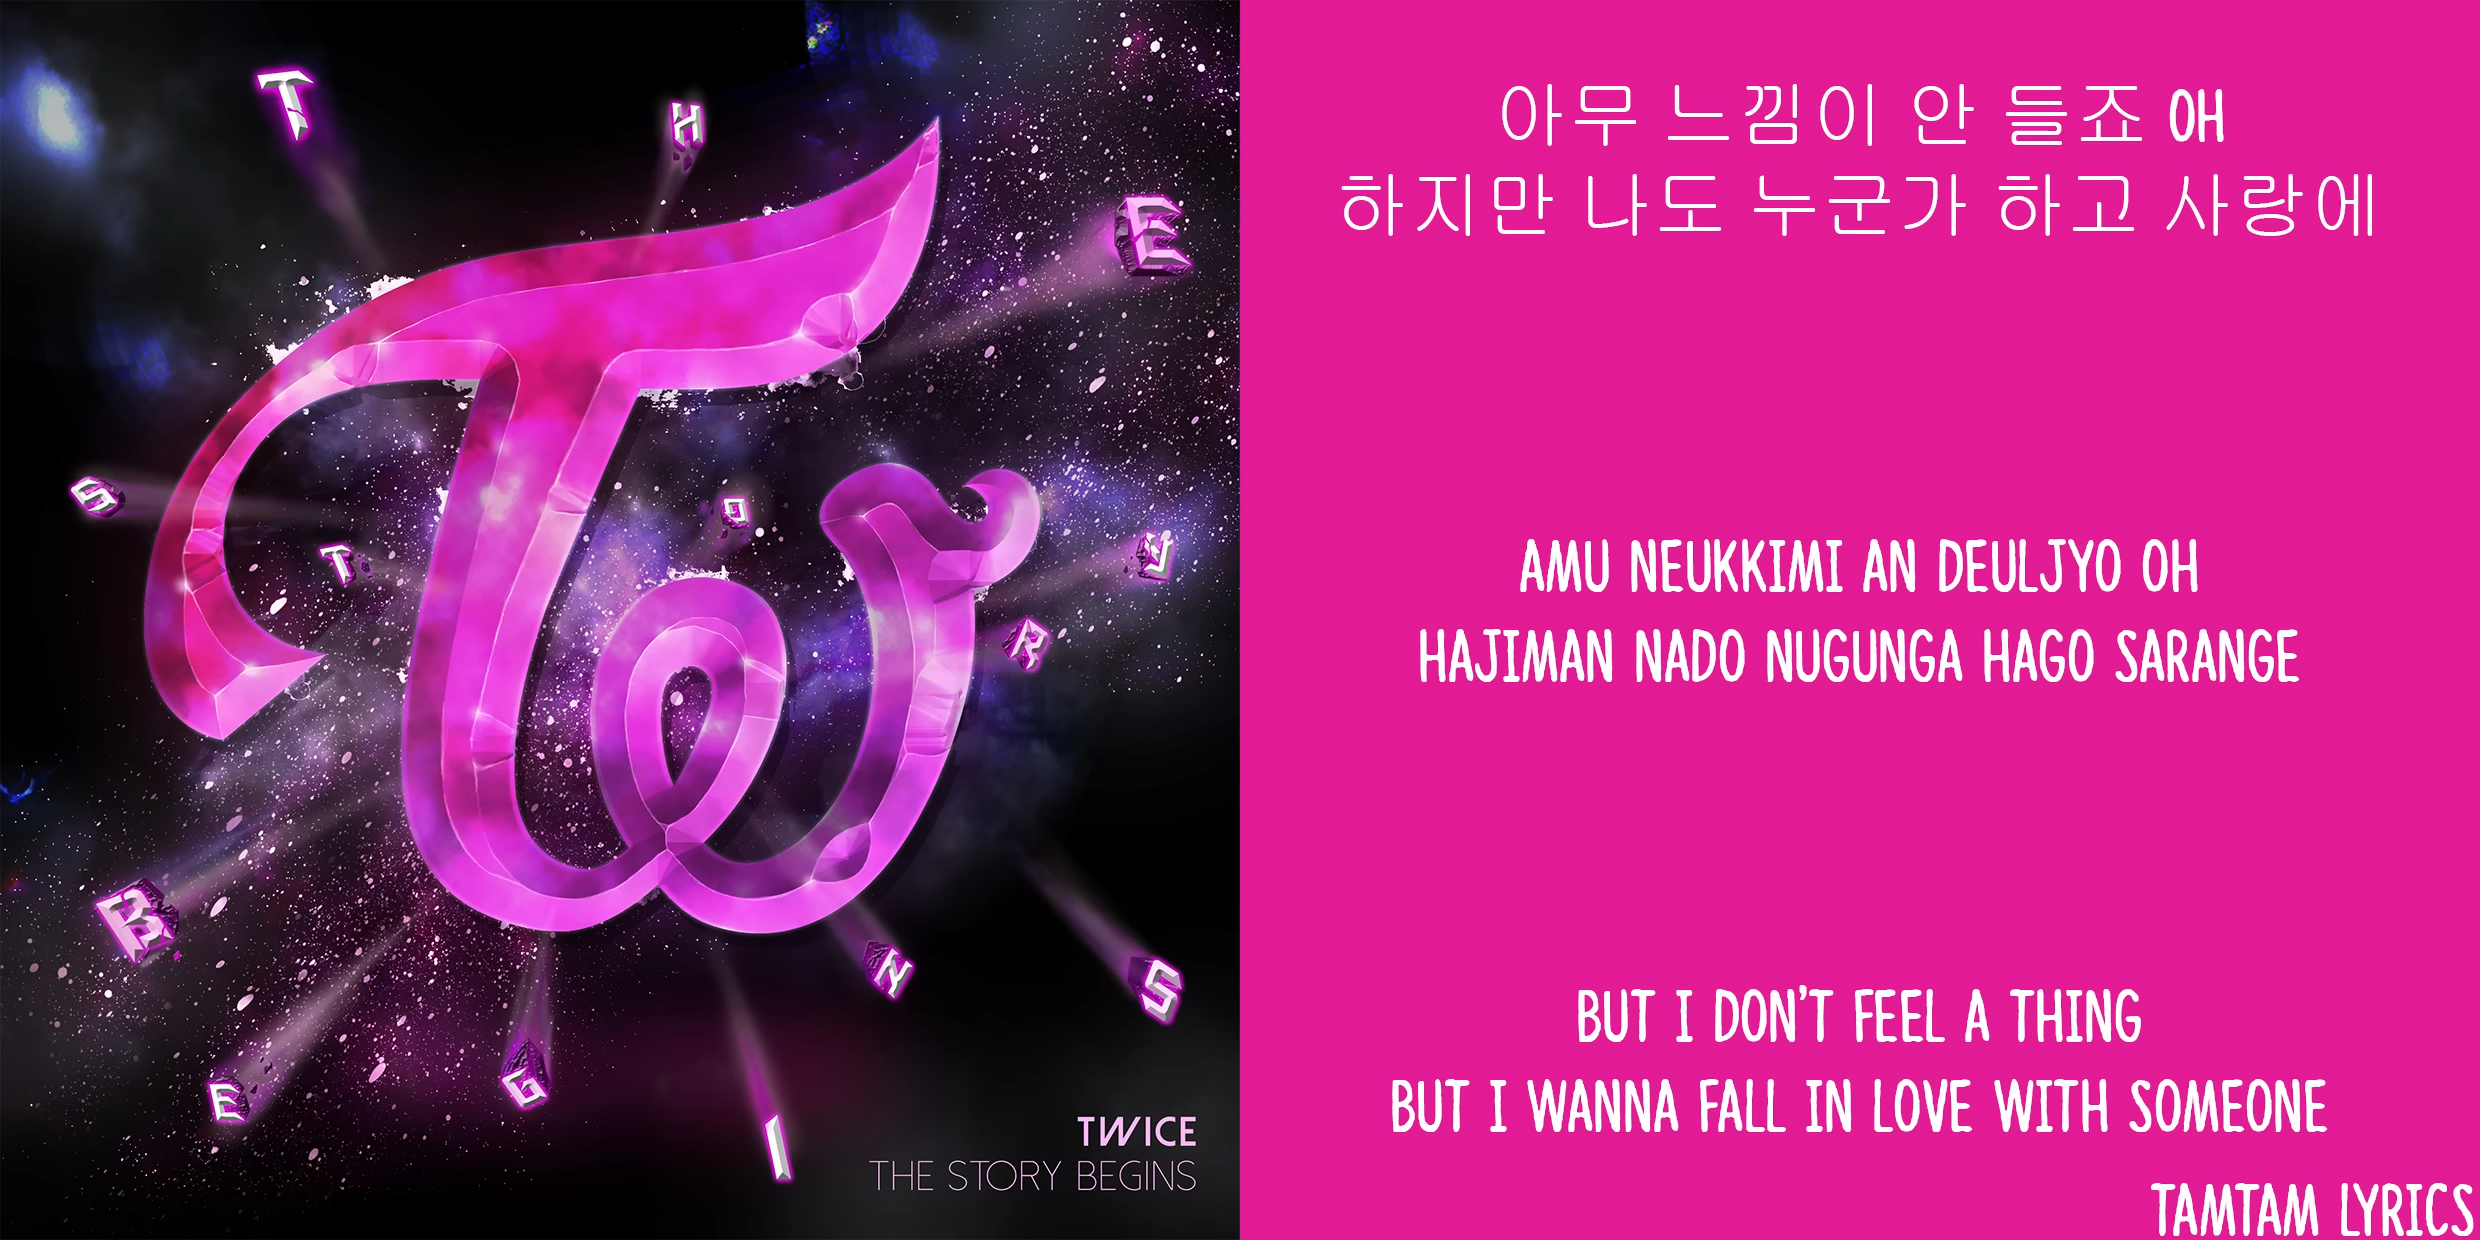 THE
STORY
BEGINS
Tw
TWICE
THE STORY BEGINS
아무 느낌이 안 들죠 OH
하지만 나도 누군가 하고 사랑에
AMU NEUKKIMI AN DEULJYO OH
HAJIMAN NADO NUGUNGA HAGO SARANGE
BUT I DON'T FEEL A THING
BUT I WANNA FALL IN LOVE WITH SOMEONE
TAMTAM LYRICS